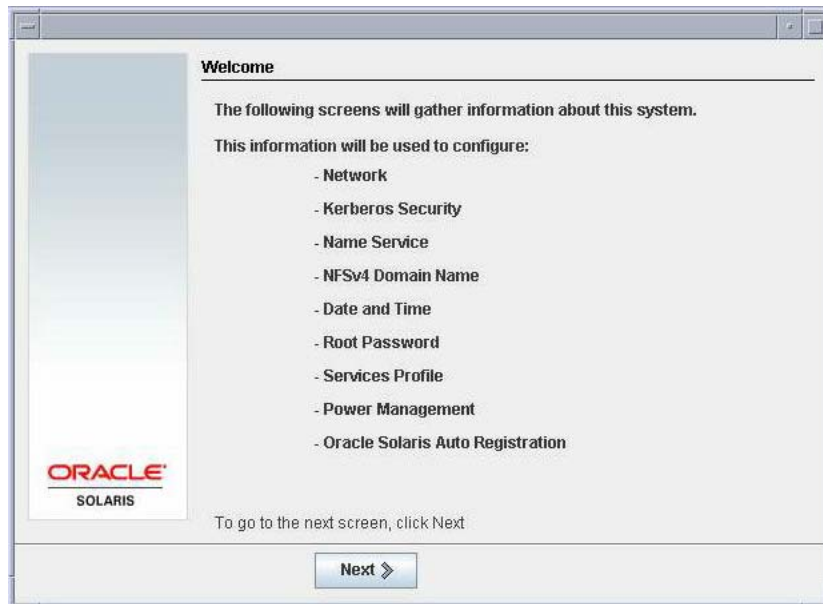 Welcome
The following screens will gather information about this system.
This information will be used to configure:
- Network
- Kerberos Security
- Name Service
- NFSv4 Domain Name
- Date and Time
- Root Password
- Services Profile
- Power Management
- Oracle Solaris Auto Registration
ORACLE
SOLARIS
To go to the next screen, click Next
Next